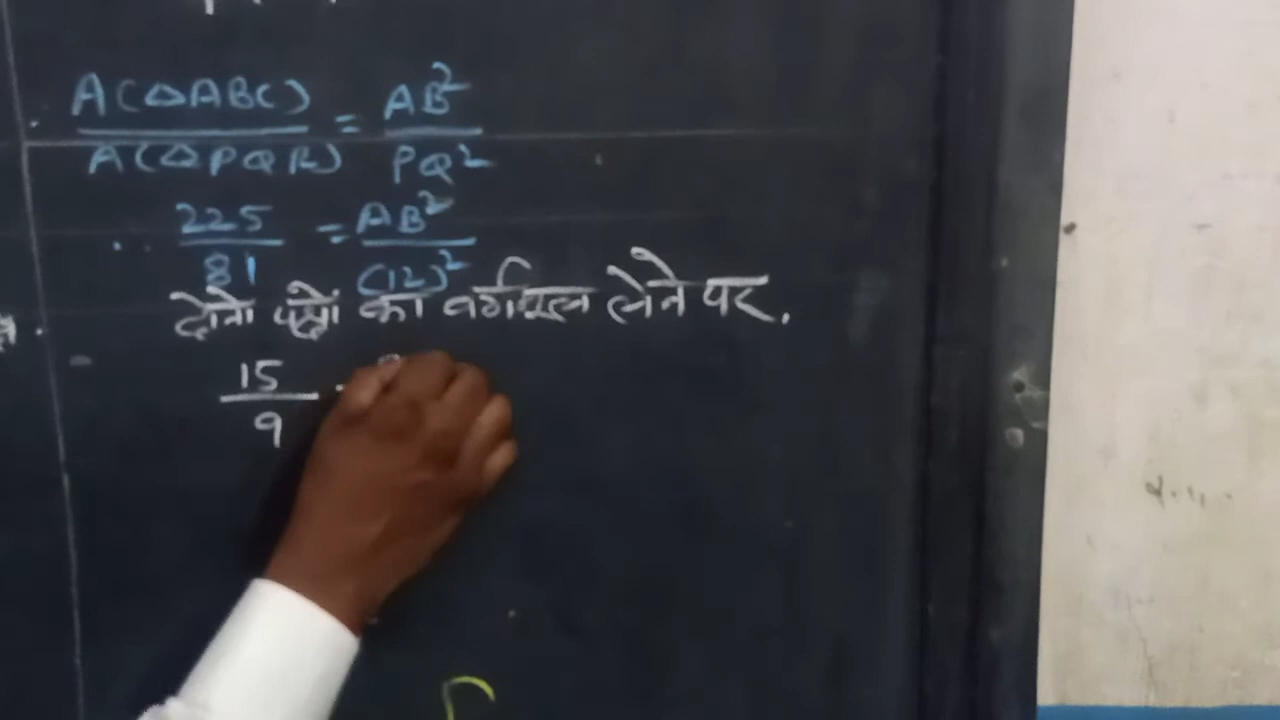 A(△ABC) / A(△PQR) = AB² / PQ²
225 / 81 = AB² / (12)²
दोनो पक्षों का वर्गमूल लेने पर.
15 / 9